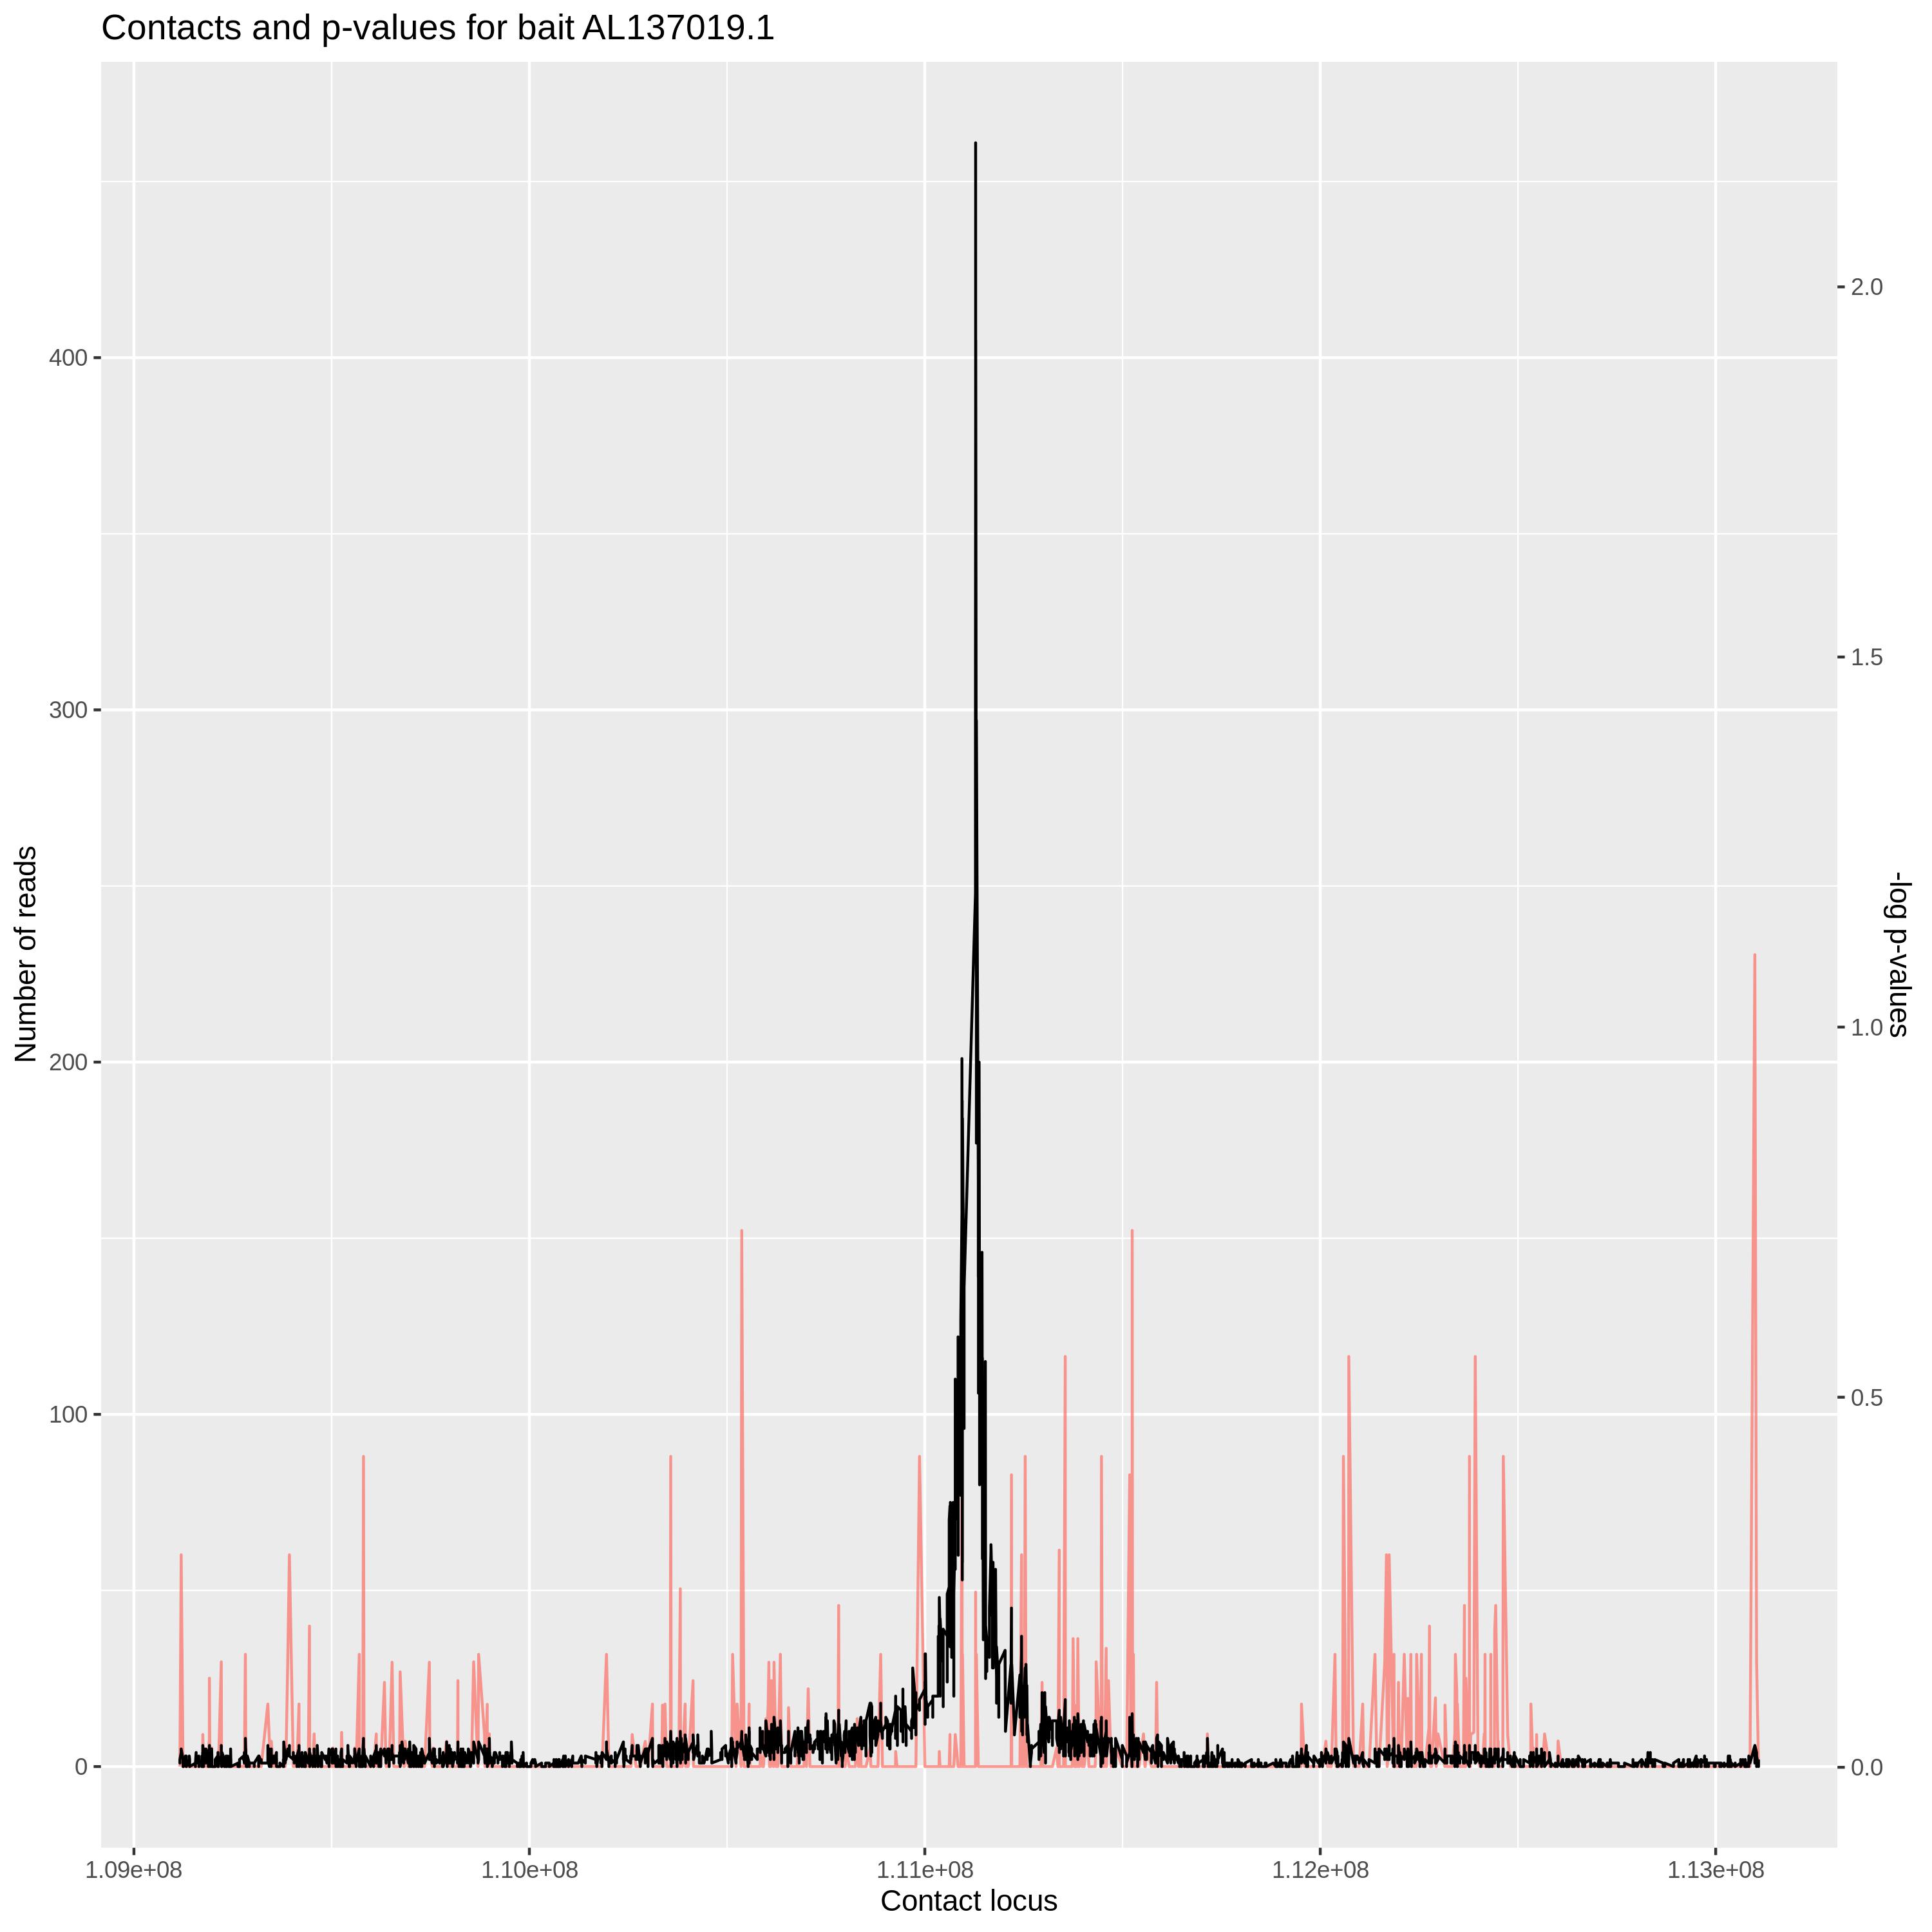 Contacts and p-values for bait AL137019.1
400
300
200
100
0
Number of reads
2.0
1.5
1.0
0.5
0.0
-log p-values
1.09e+08
1.10e+08
1.11e+08
1.12e+08
1.13e+08
Contact locus